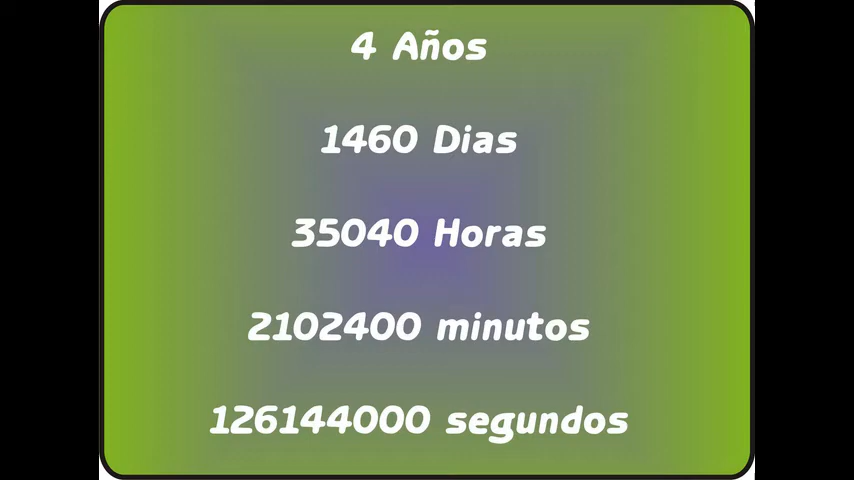 4 Años
1460 Dias
35040 Horas
2102400 minutos
126144000 segundos